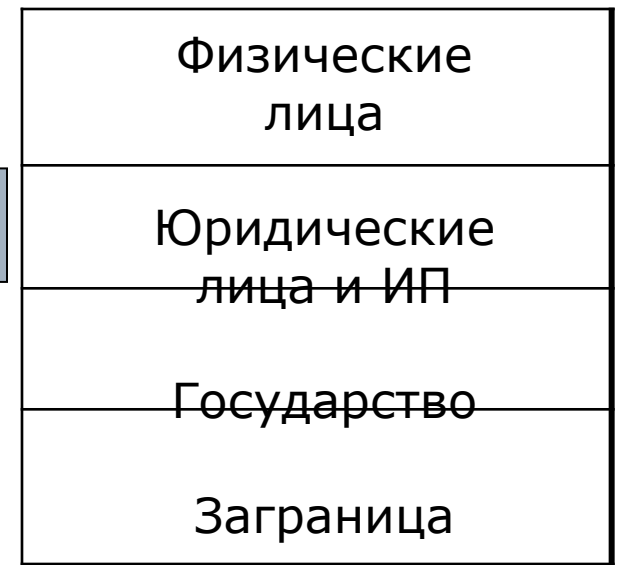 Физические
лица
Юридические
лица и ИП
Государство
Заграница